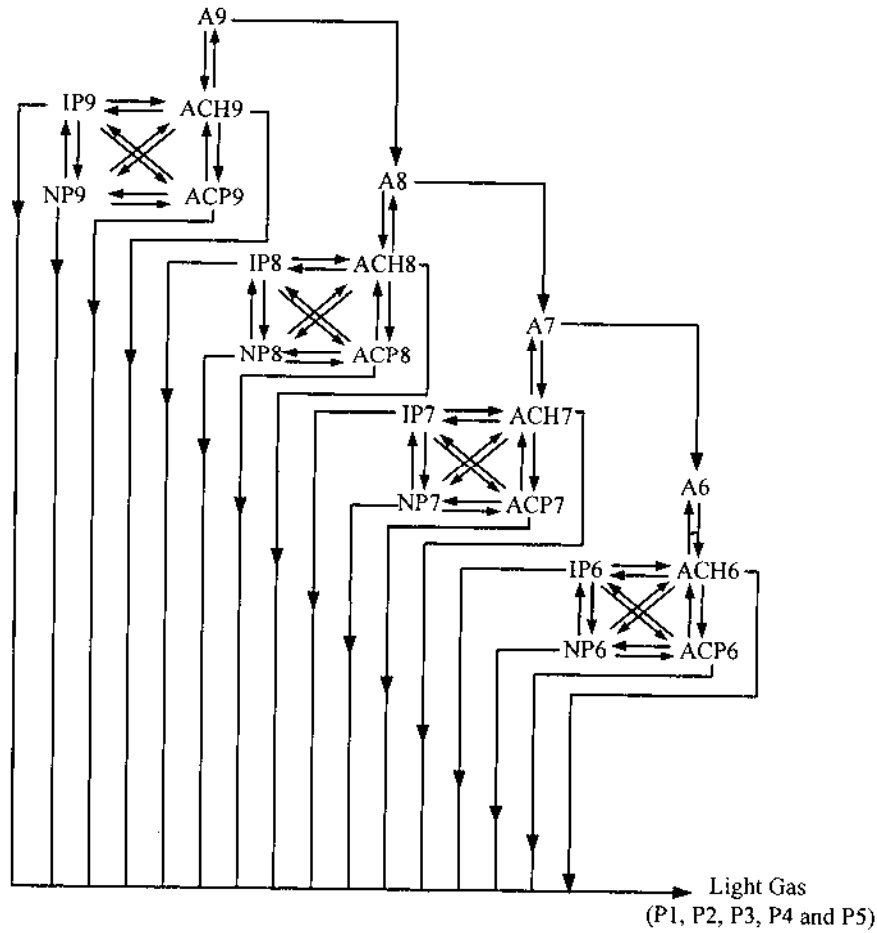 A9
IP9 ACH9
NP9 ACP9
A8
IP8 ACH8
NP8 ACP8
A7
IP7 ACH7
NP7 ACP7
A6
IP6 ACH6
NP6 ACP6
Light Gas
(P1, P2, P3, P4 and P5)